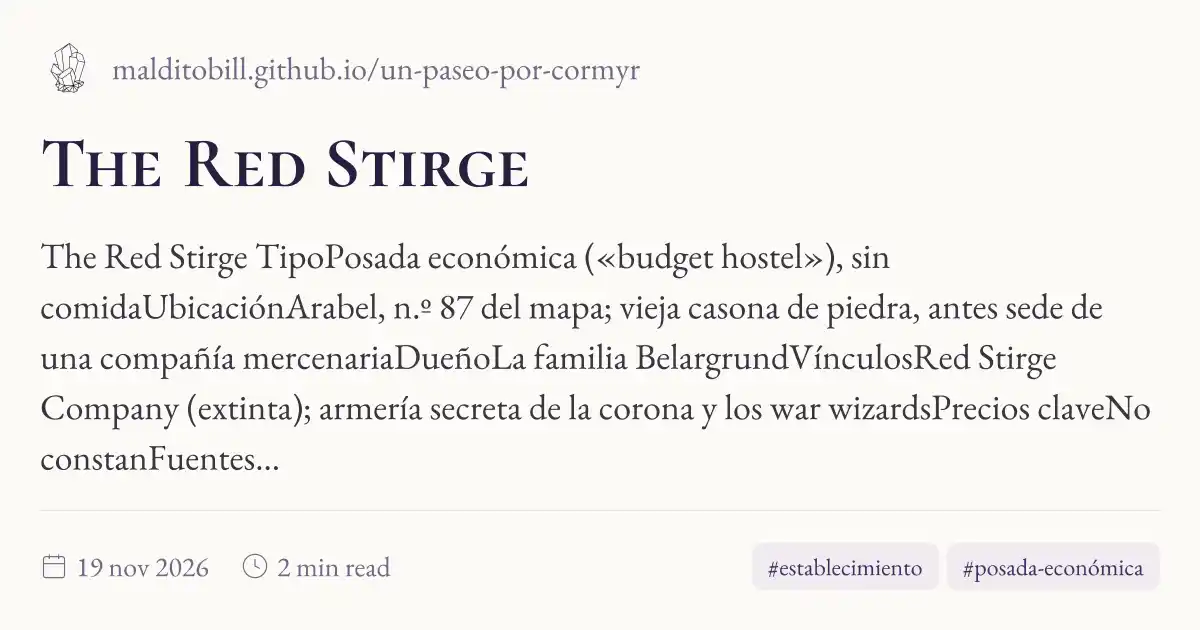 malditobill.github.io/un-paseo-por-cormyr
The Red Stirge
The Red Stirge TipoPosada económica («budget hostel»), sin
comidaUbicaciónArabel, n.º 87 del mapa; vieja casona de piedra, antes sede de
una compañía mercenariaDueñoLa familia BelargrundVínculosRed Stirge
Company (extinta); armería secreta de la corona y los war wizardsPrecios claveNo
constanFuentes...
19 nov 2026 2 min read #establecimiento #posada-económica